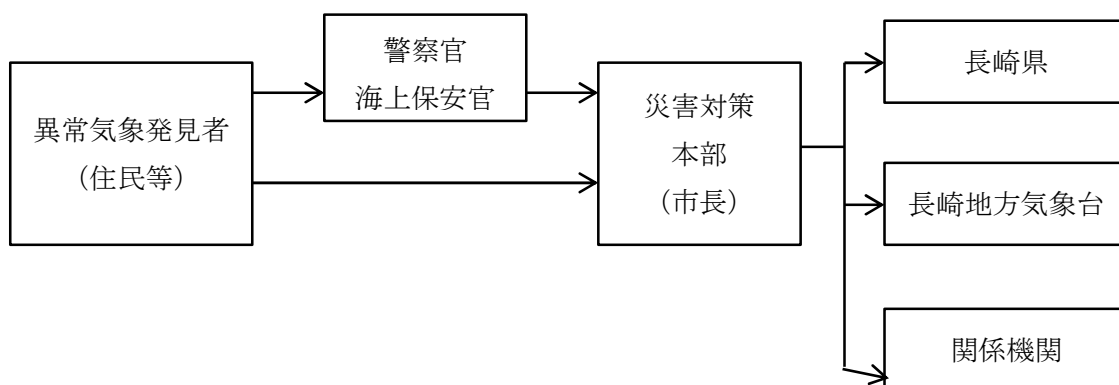 異常気象発見者
（住民等）
警察官
海上保安官
災害対策
本部
（市長）
長崎県
長崎地方気象台
関係機関